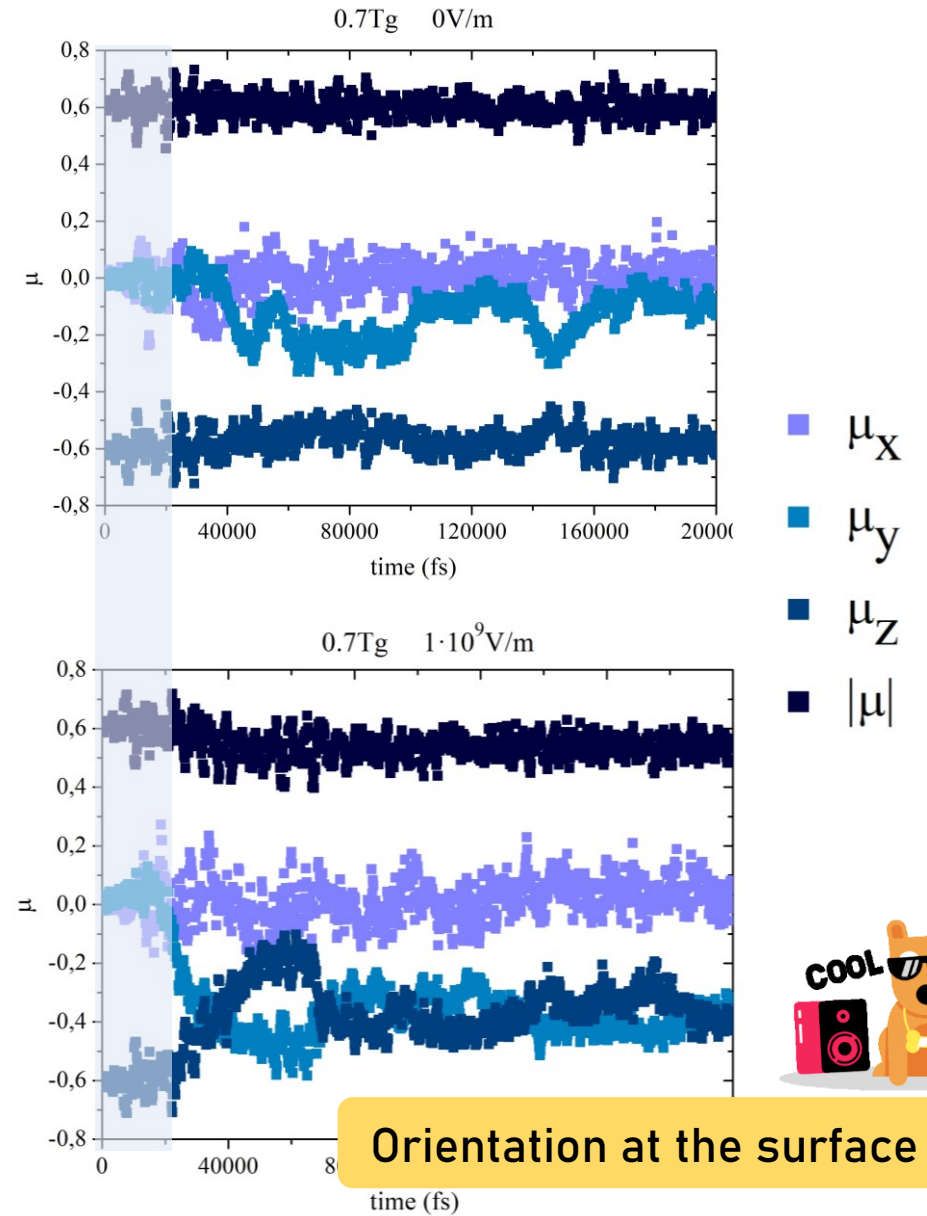 0.7Tg 0V/m
0,8
0,6
0,4
0,2
0,0
-0,2
-0,4
-0,6
-0,8
μ
0 40000 80000 120000 160000 20000
time (fs)
μx
μy
μz
|μ|
0.7Tg 1·10⁹V/m
0,8
0,6
0,4
0,2
0,0
-0,2
-0,4
-0,6
-0,8
μ
0 40000
time (fs)
COOL
Orientation at the surface